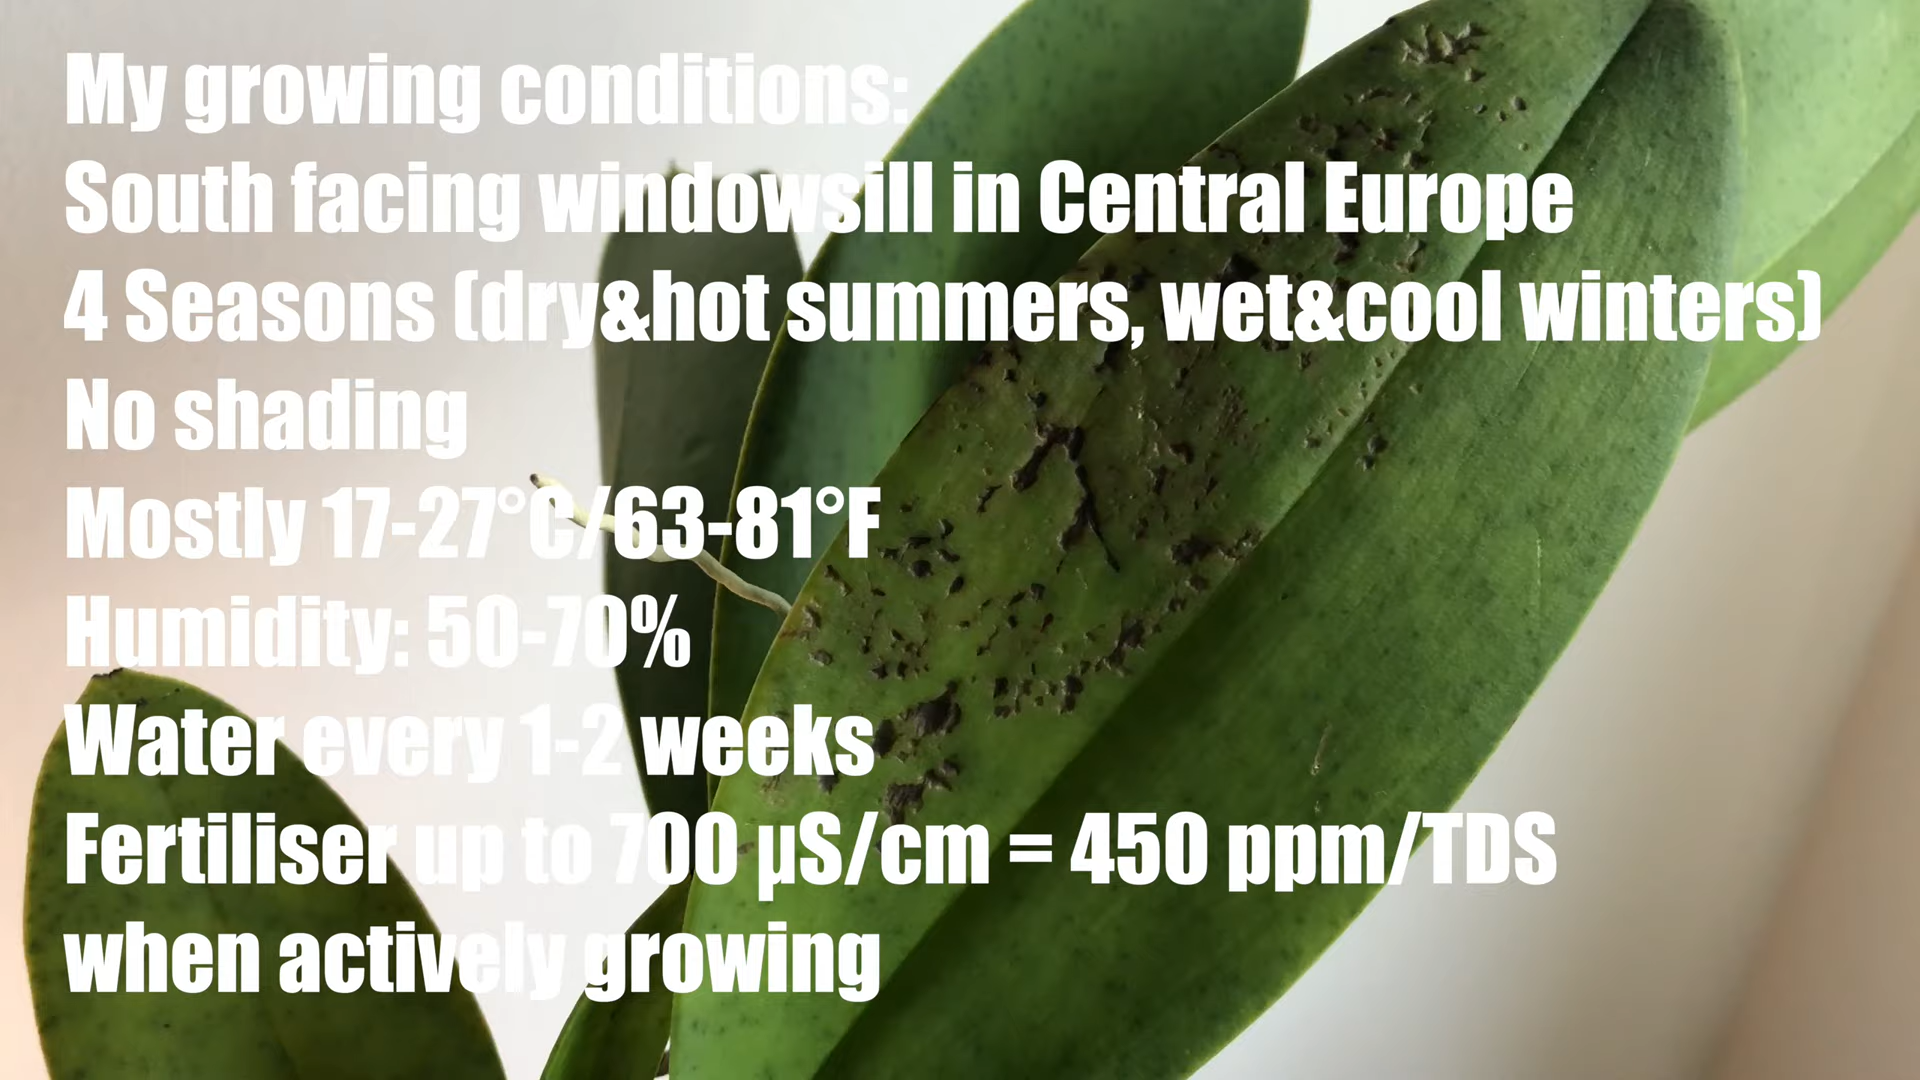 My growing conditions:
South facing windowsill in Central Europe
4 Seasons (dry&hot summers, wet&cool winters)
No shading
Mostly 17-27°C/63-81°F
Humidity: 50-70%
Water every 1-2 weeks
Fertiliser up to 700 µS/cm = 450 ppm/TDS
when actively growing